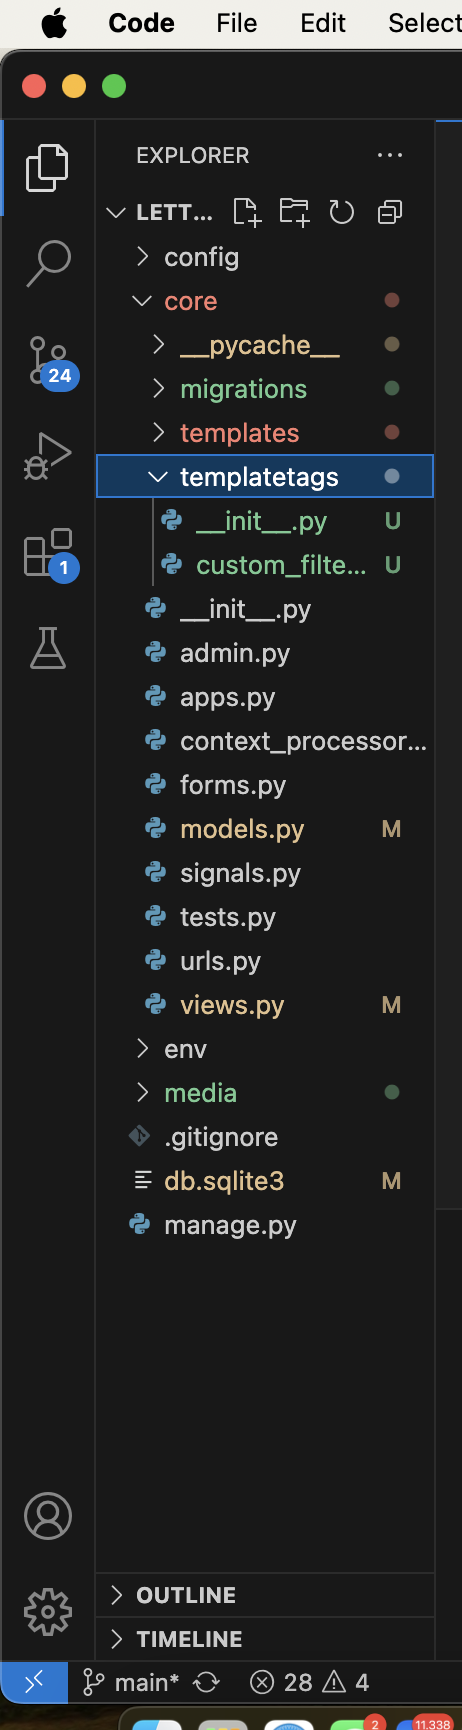 Code File Edit Select
EXPLORER ...
LETT...
config
core
__pycache__
migrations
templates
templatetags
__init__.py U
custom_filte... U
__init__.py
admin.py
apps.py
context_processor...
forms.py
models.py M
signals.py
tests.py
urls.py
views.py M
env
media
.gitignore
db.sqlite3 M
manage.py
24
1
OUTLINE
TIMELINE
main* 28 4
2 11.338